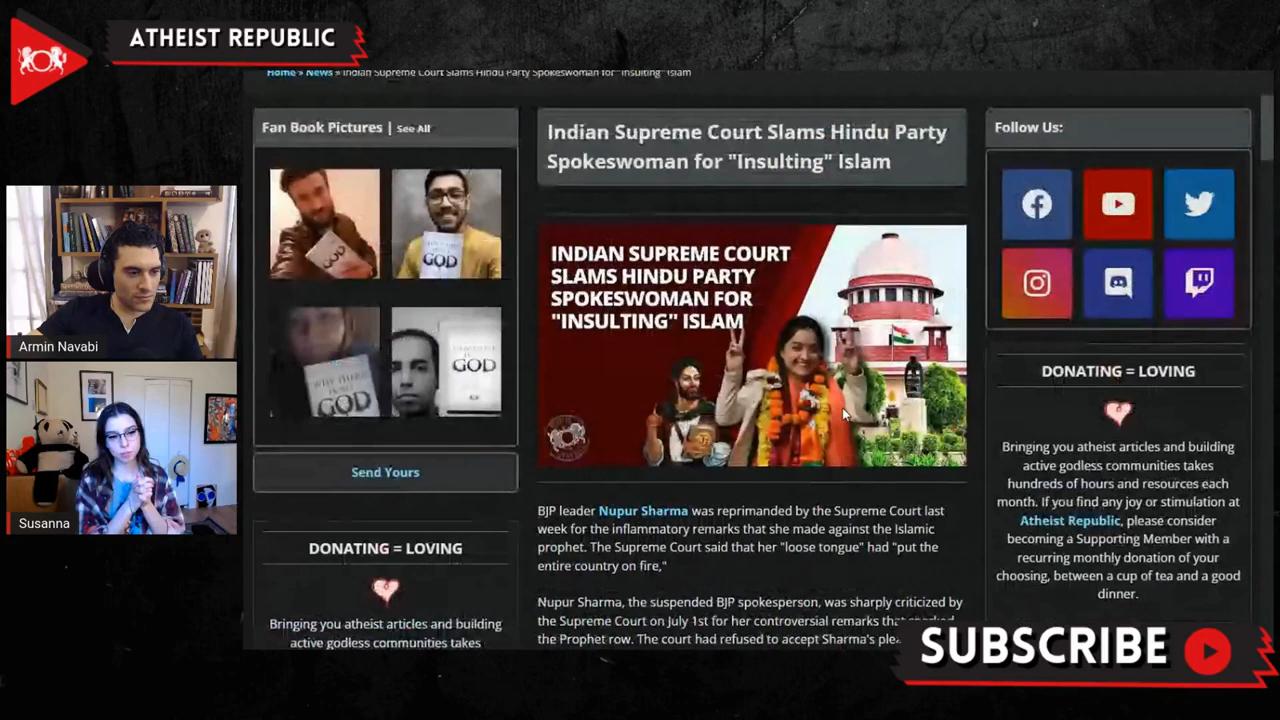 ATHEIST REPUBLIC
Home » News » Indian Supreme Court Slams Hindu Party Spokeswoman for "Insulting" Islam
Fan Book Pictures | See All
GOD
GOD
WHY THERE
IS NO
GOD
GOD
Send Yours
DONATING = LOVING
Bringing you atheist articles and building
active godless communities takes
Indian Supreme Court Slams Hindu Party
Spokeswoman for "Insulting" Islam
INDIAN SUPREME COURT
SLAMS HINDU PARTY
SPOKESWOMAN FOR
"INSULTING" ISLAM
BJP leader Nupur Sharma was reprimanded by the Supreme Court last
week for the inflammatory remarks that she made against the Islamic
prophet. The Supreme Court said that her "loose tongue" had "put the
entire country on fire,"
Nupur Sharma, the suspended BJP spokesperson, was sharply criticized by
the Supreme Court on July 1st for her controversial remarks that sparked
the Prophet row. The court had refused to accept Sharma's
Follow Us:
DONATING = LOVING
Bringing you atheist articles and building
active godless communities takes
hundreds of hours and resources each
month. If you find any joy or stimulation at
Atheist Republic, please consider
becoming a Supporting Member with a
recurring monthly donation of your
choosing, between a cup of tea and a good
dinner.
Armin Navabi
Susanna
SUBSCRIBE